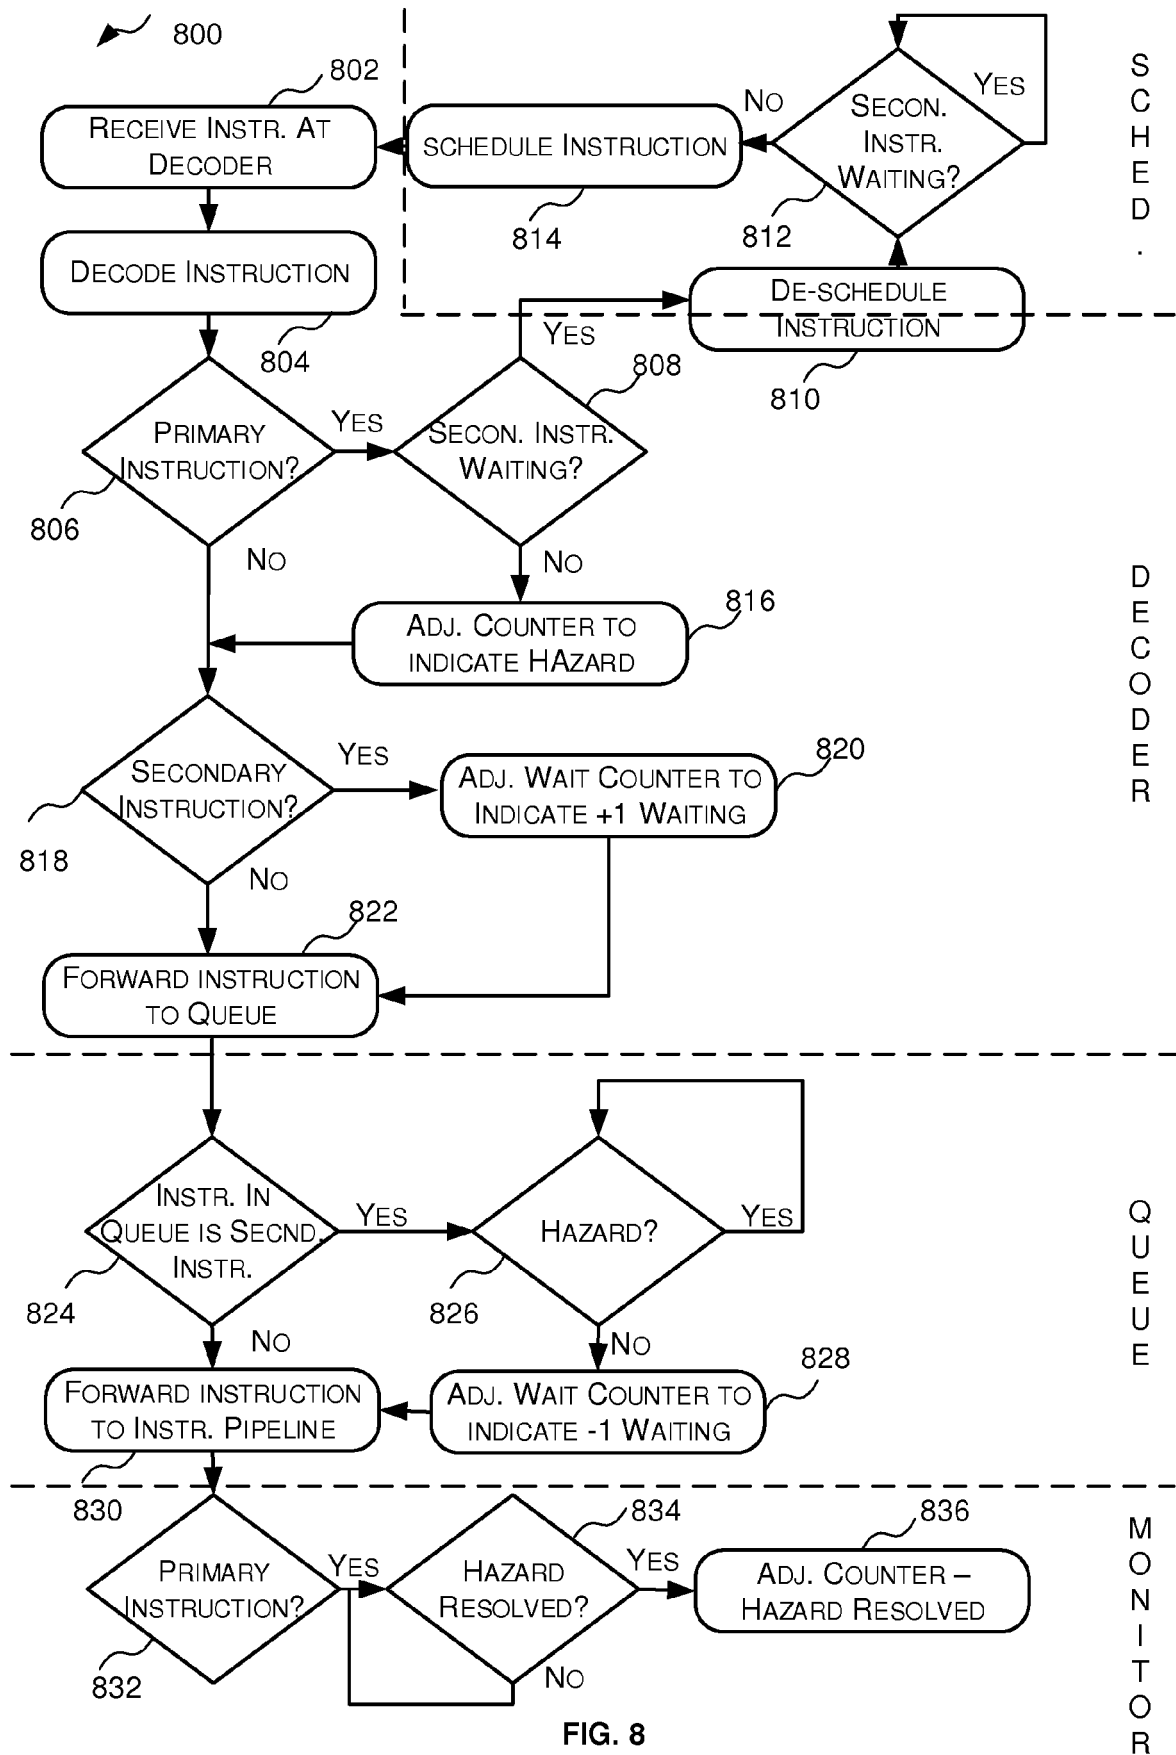 800
802
RECEIVE INSTR. AT
DECODER
SCHEDULE INSTRUCTION
814
NO
YES
SECON.
INSTR.
WAITING?
812
SCHED.
DECODE INSTRUCTION
804
DE-SCHEDULE
INSTRUCTION
810
YES
808
PRIMARY
INSTRUCTION?
806
YES
SECON. INSTR.
WAITING?
NO
NO
ADJ. COUNTER TO
INDICATE HAZARD
816
DECODER
SECONDARY
INSTRUCTION?
818
YES
ADJ. WAIT COUNTER TO
INDICATE +1 WAITING
820
NO
822
FORWARD INSTRUCTION
TO QUEUE
INSTR. IN
QUEUE IS SECND.
INSTR.
824
YES
HAZARD?
826
YES
QUEUE
NO
NO
FORWARD INSTRUCTION
TO INSTR. PIPELINE
830
ADJ. WAIT COUNTER TO
INDICATE -1 WAITING
828
PRIMARY
INSTRUCTION?
832
YES
HAZARD
RESOLVED?
834
YES
NO
ADJ. COUNTER –
HAZARD RESOLVED
836
MONITOR
FIG. 8